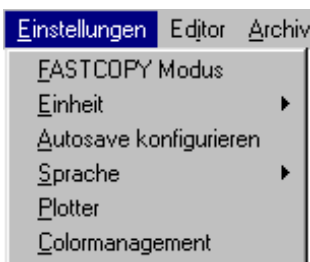 Einstellungen Editor Archiv
FASTCOPY Modus
Einheit
Autosave konfigurieren
Sprache
Plotter
Colormanagement